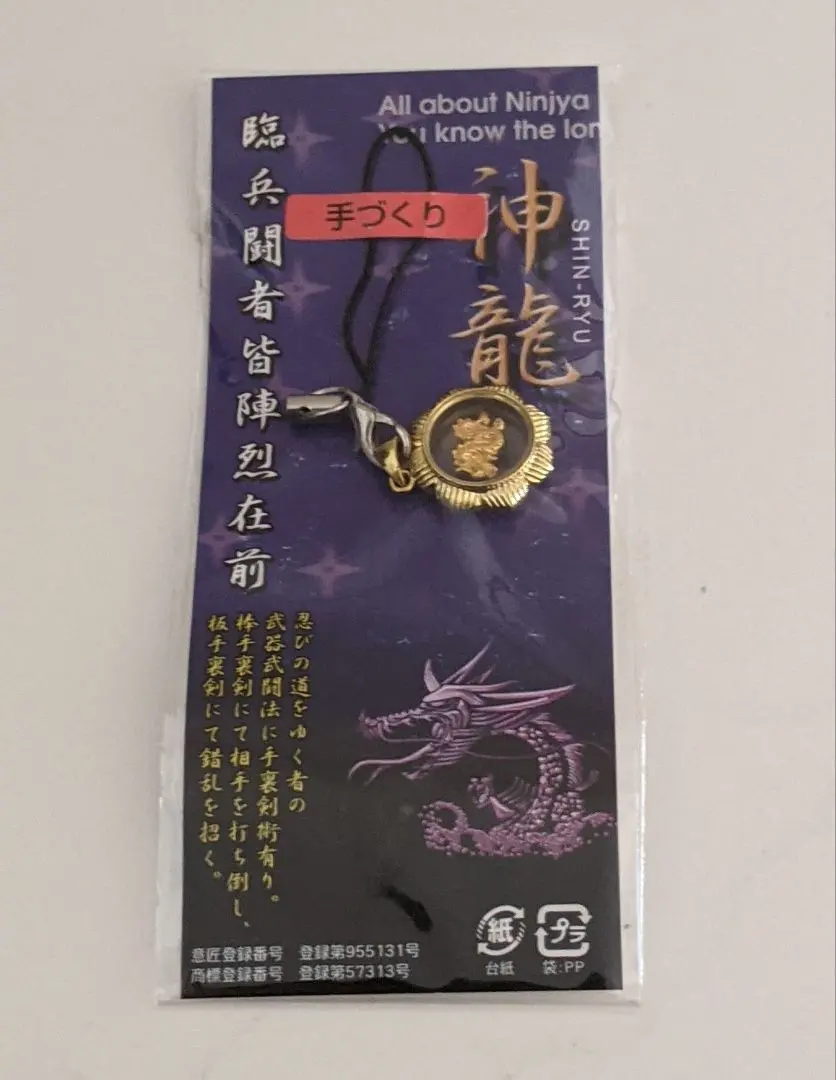 All about Ninjya
You know the lon
手づくり
神龍
SHIN-RYU
臨兵闘者皆陣烈在前
忍びの道をゆく者の
武器武闘法に手裏剣術有り。
棒手裏剣にて相手を打ち倒し、
板手裏剣にて錯乱を招く。
紙
プラ
台紙
袋:PP
意匠登録番号 登録第955131号
商標登録番号 登録第57313号